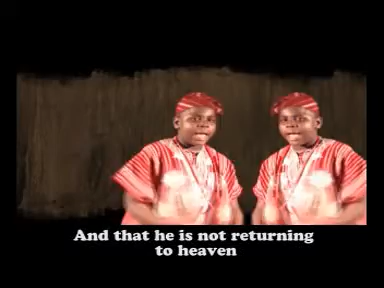 And that he is not returning
to heaven